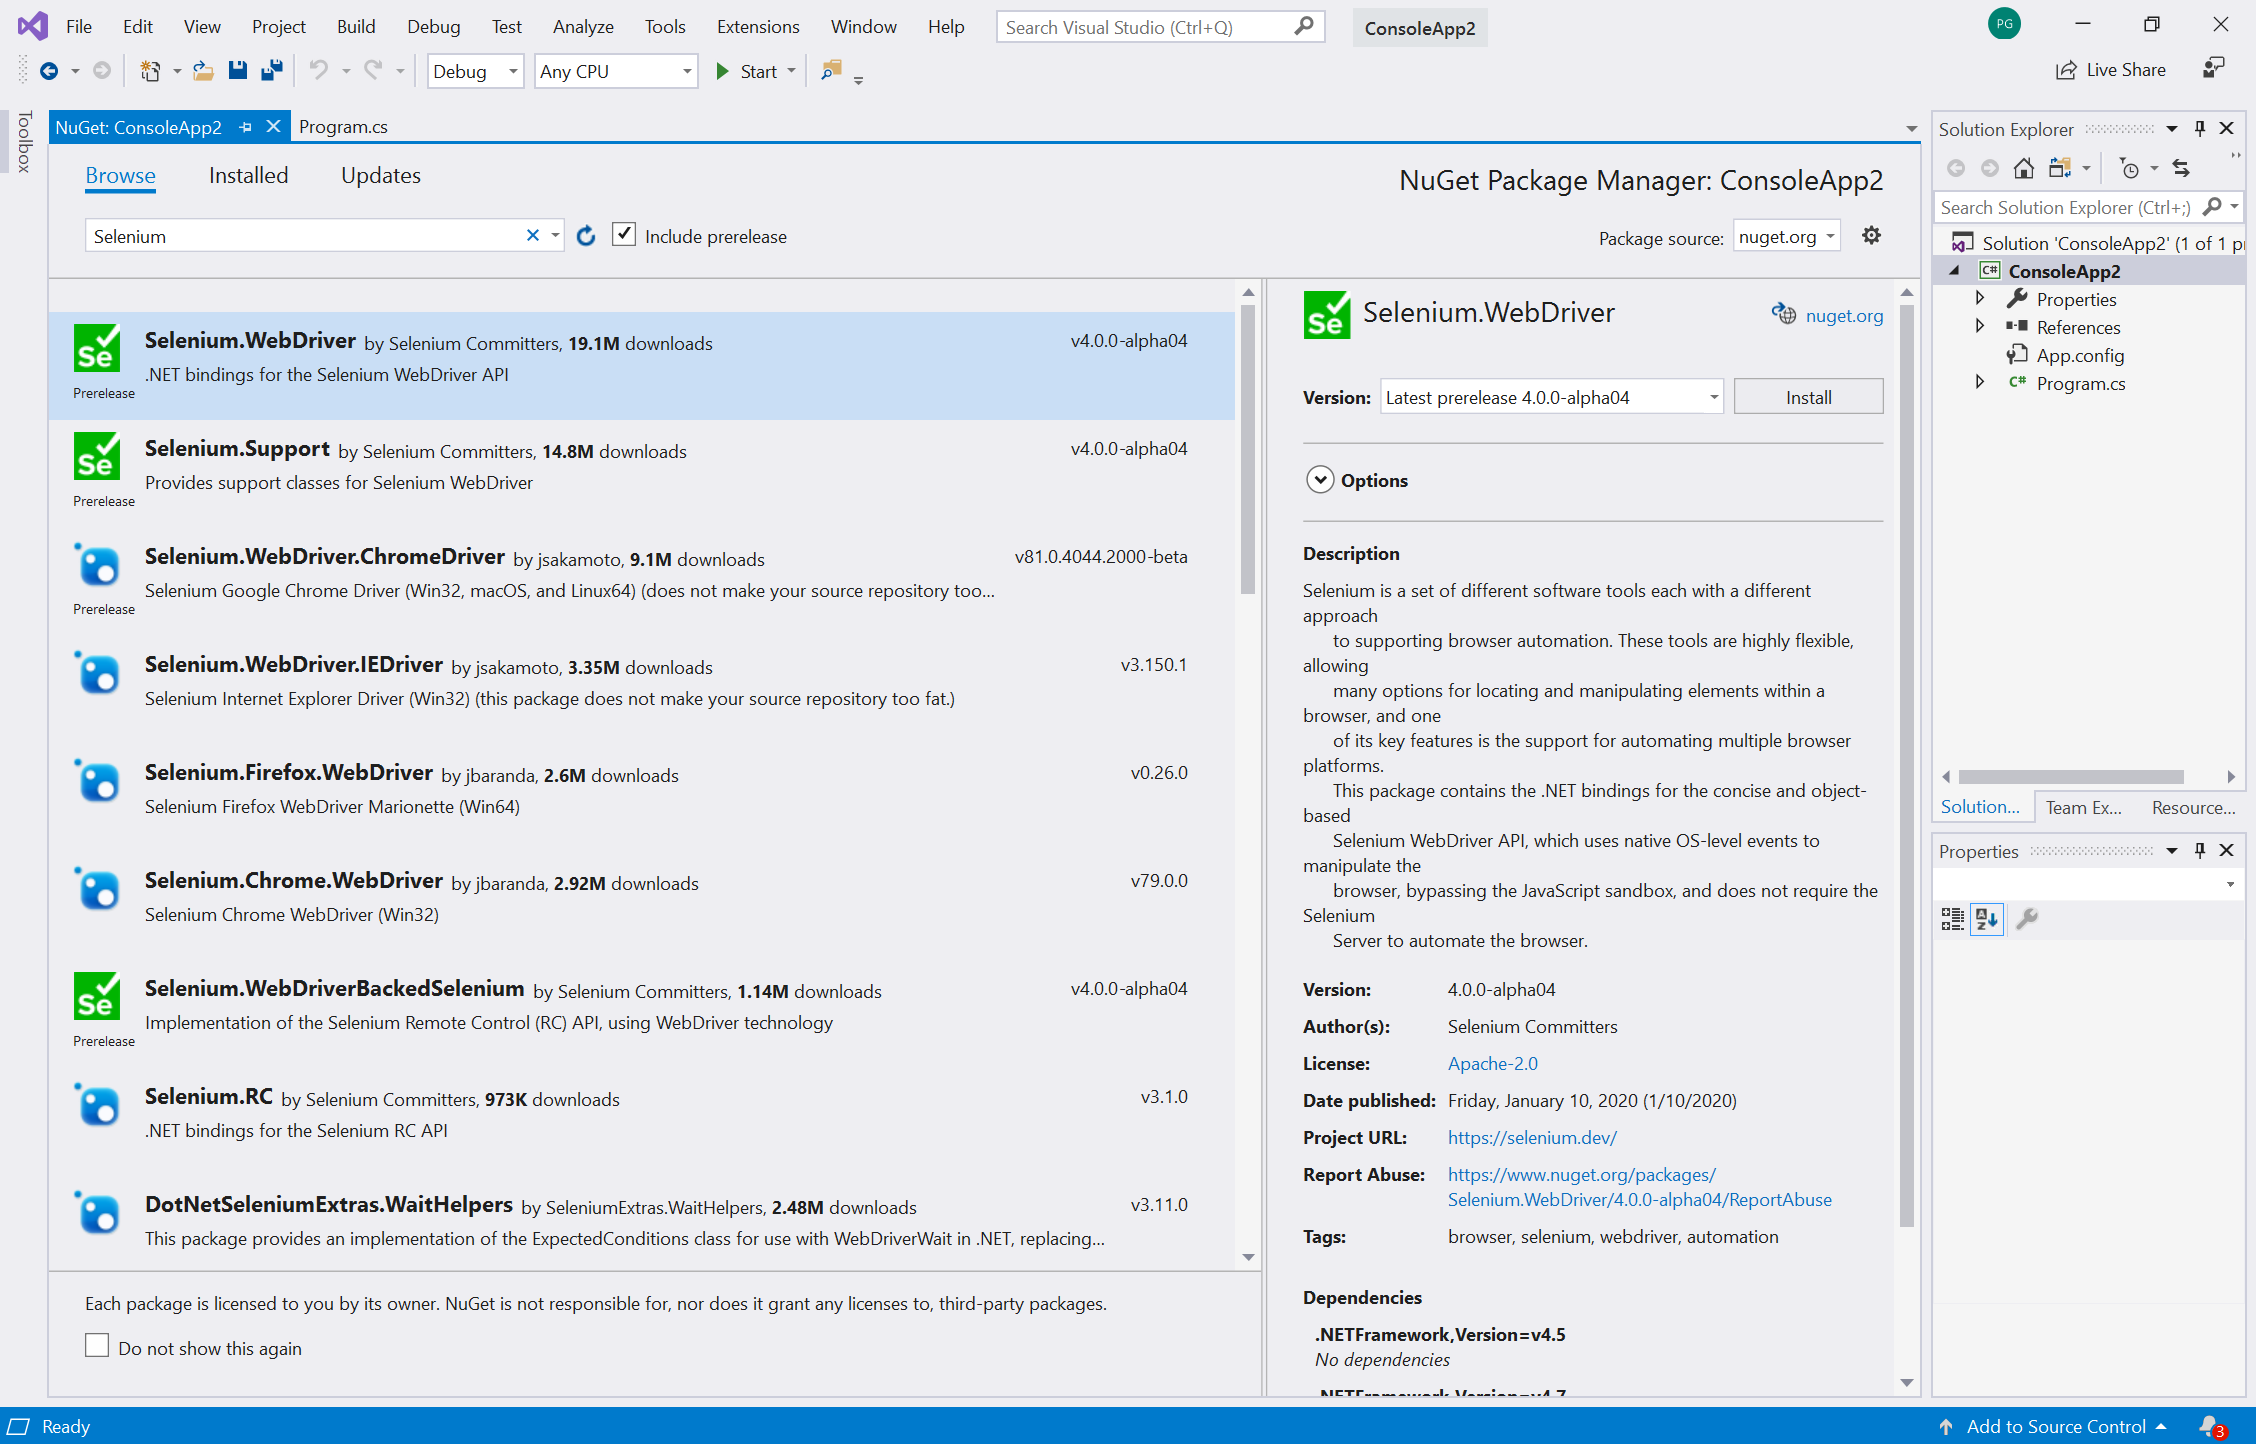 File Edit View Project Build Debug Test Analyze Tools Extensions Window Help Search Visual Studio (Ctrl+Q) ConsoleApp2 PG
Debug Any CPU Start Live Share
Toolbox
NuGet: ConsoleApp2 Program.cs
Browse Installed Updates
NuGet Package Manager: ConsoleApp2
Selenium Include prerelease
Package source: nuget.org
Se
Selenium.WebDriver by Selenium Committers, 19.1M downloads v4.0.0-alpha04
.NET bindings for the Selenium WebDriver API
Prerelease
Se
Selenium.Support by Selenium Committers, 14.8M downloads v4.0.0-alpha04
Provides support classes for Selenium WebDriver
Prerelease
Selenium.WebDriver.ChromeDriver by jsakamoto, 9.1M downloads v81.0.4044.2000-beta
Selenium Google Chrome Driver (Win32, macOS, and Linux64) (does not make your source repository too...
Prerelease
Selenium.WebDriver.IEDriver by jsakamoto, 3.35M downloads v3.150.1
Selenium Internet Explorer Driver (Win32) (this package does not make your source repository too fat.)
Selenium.Firefox.WebDriver by jbaranda, 2.6M downloads v0.26.0
Selenium Firefox WebDriver Marionette (Win64)
Selenium.Chrome.WebDriver by jbaranda, 2.92M downloads v79.0.0
Selenium Chrome WebDriver (Win32)
Se
Selenium.WebDriverBackedSelenium by Selenium Committers, 1.14M downloads v4.0.0-alpha04
Implementation of the Selenium Remote Control (RC) API, using WebDriver technology
Prerelease
Selenium.RC by Selenium Committers, 973K downloads v3.1.0
.NET bindings for the Selenium RC API
DotNetSeleniumExtras.WaitHelpers by SeleniumExtras.WaitHelpers, 2.48M downloads v3.11.0
This package provides an implementation of the ExpectedConditions class for use with WebDriverWait in .NET, replacing...
Each package is licensed to you by its owner. NuGet is not responsible for, nor does it grant any licenses to, third-party packages.
Do not show this again
Se
Selenium.WebDriver nuget.org
Version: Latest prerelease 4.0.0-alpha04 Install
Options
Description
Selenium is a set of different software tools each with a different
approach
to supporting browser automation. These tools are highly flexible,
allowing
many options for locating and manipulating elements within a
browser, and one
of its key features is the support for automating multiple browser
platforms.
This package contains the .NET bindings for the concise and object-
based
Selenium WebDriver API, which uses native OS-level events to
manipulate the
browser, bypassing the JavaScript sandbox, and does not require the
Selenium
Server to automate the browser.
Version: 4.0.0-alpha04
Author(s): Selenium Committers
License: Apache-2.0
Date published: Friday, January 10, 2020 (1/10/2020)
Project URL: https://selenium.dev/
Report Abuse: https://www.nuget.org/packages/
Selenium.WebDriver/4.0.0-alpha04/ReportAbuse
Tags: browser, selenium, webdriver, automation
Dependencies
.NETFramework,Version=v4.5
No dependencies
.NETFramework,Version=v4.7
Solution Explorer
Search Solution Explorer (Ctrl+;)
Solution 'ConsoleApp2' (1 of 1 p
C# ConsoleApp2
Properties
References
App.config
C# Program.cs
Solution... Team Ex... Resource...
Properties
Ready
Add to Source Control 3